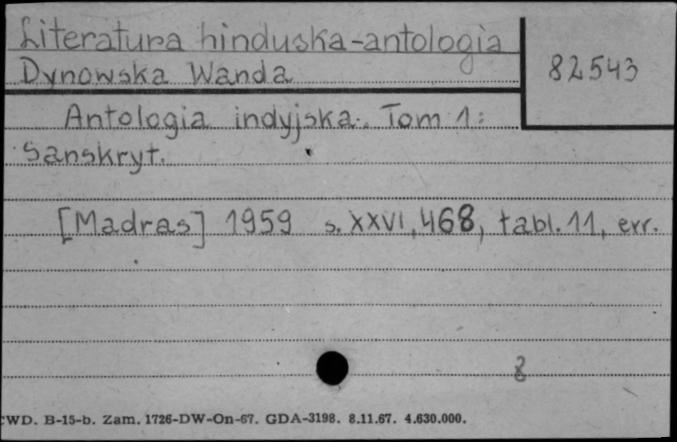 Literatura hinduska-antologia
Dynowska Wanda
82543
Antologia indyjska. Tom 1:
Sanskryt.
[Madras] 1959 s. XXVI, 468, tabl. 11, err.
8
CWD. B-15-b. Zam. 1726-DW-On-67. GDA-3198. 8.11.67. 4.630.000.